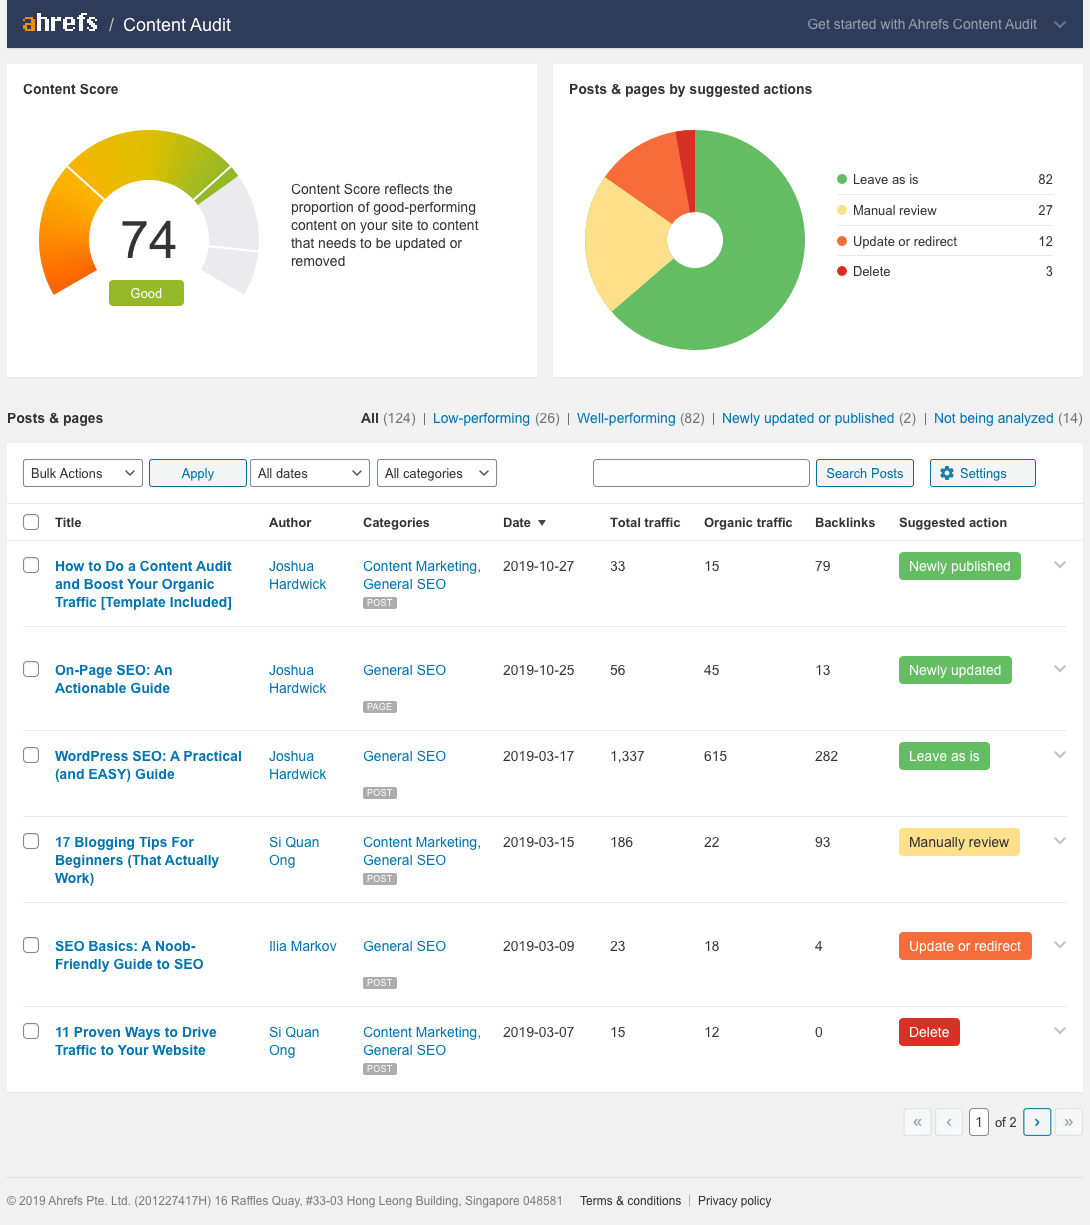 ahrefs / Content Audit
Get started with Ahrefs Content Audit
Content Score
74
Good
Content Score reflects the
proportion of good-performing
content on your site to content
that needs to be updated or
removed
Posts & pages by suggested actions
Leave as is 82
Manual review 27
Update or redirect 12
Delete 3
Posts & pages
All (124) | Low-performing (26) | Well-performing (82) | Newly updated or published (2) | Not being analyzed (14)
Bulk Actions Apply All dates All categories Search Posts Settings
Title Author Categories Date ▼ Total traffic Organic traffic Backlinks Suggested action
How to Do a Content Audit Joshua Content Marketing, 2019-10-27 33 15 79 Newly published
and Boost Your Organic Hardwick General SEO
Traffic [Template Included] POST
On-Page SEO: An Joshua General SEO 2019-10-25 56 45 13 Newly updated
Actionable Guide Hardwick
PAGE
WordPress SEO: A Practical Joshua General SEO 2019-03-17 1,337 615 282 Leave as is
(and EASY) Guide Hardwick
POST
17 Blogging Tips For Si Quan Content Marketing, 2019-03-15 186 22 93 Manually review
Beginners (That Actually Ong General SEO
Work) POST
SEO Basics: A Noob- Ilia Markov General SEO 2019-03-09 23 18 4 Update or redirect
Friendly Guide to SEO
POST
11 Proven Ways to Drive Si Quan Content Marketing, 2019-03-07 15 12 0 Delete
Traffic to Your Website Ong General SEO
POST
« ‹ 1 of 2 › »
© 2019 Ahrefs Pte. Ltd. (201227417H) 16 Raffles Quay, #33-03 Hong Leong Building, Singapore 048581 Terms & conditions | Privacy policy